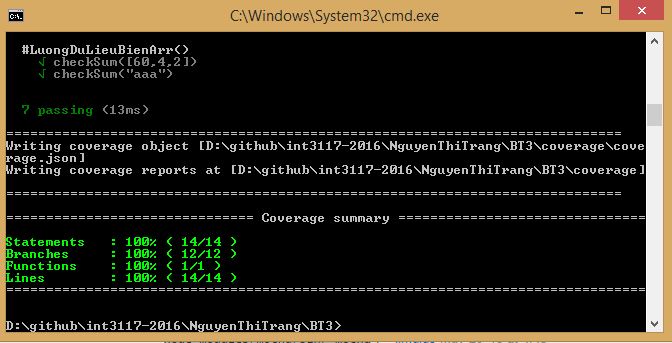 C:\Windows\System32\cmd.exe
#LuongDuLieuBienArr()
√ checkSum([60,4,2])
√ checkSum("aaa")
7 passing (13ms)
=============================================================================
Writing coverage object [D:\github\int3117-2016\NguyenThiTrang\BT3\coverage\cove
rage.json]
Writing coverage reports at [D:\github\int3117-2016\NguyenThiTrang\BT3\coverage]
=============================================================================
=============================== Coverage summary ===============================
Statements : 100% ( 14/14 )
Branches : 100% ( 12/12 )
Functions : 100% ( 1/1 )
Lines : 100% ( 14/14 )
================================================================================
D:\github\int3117-2016\NguyenThiTrang\BT3>